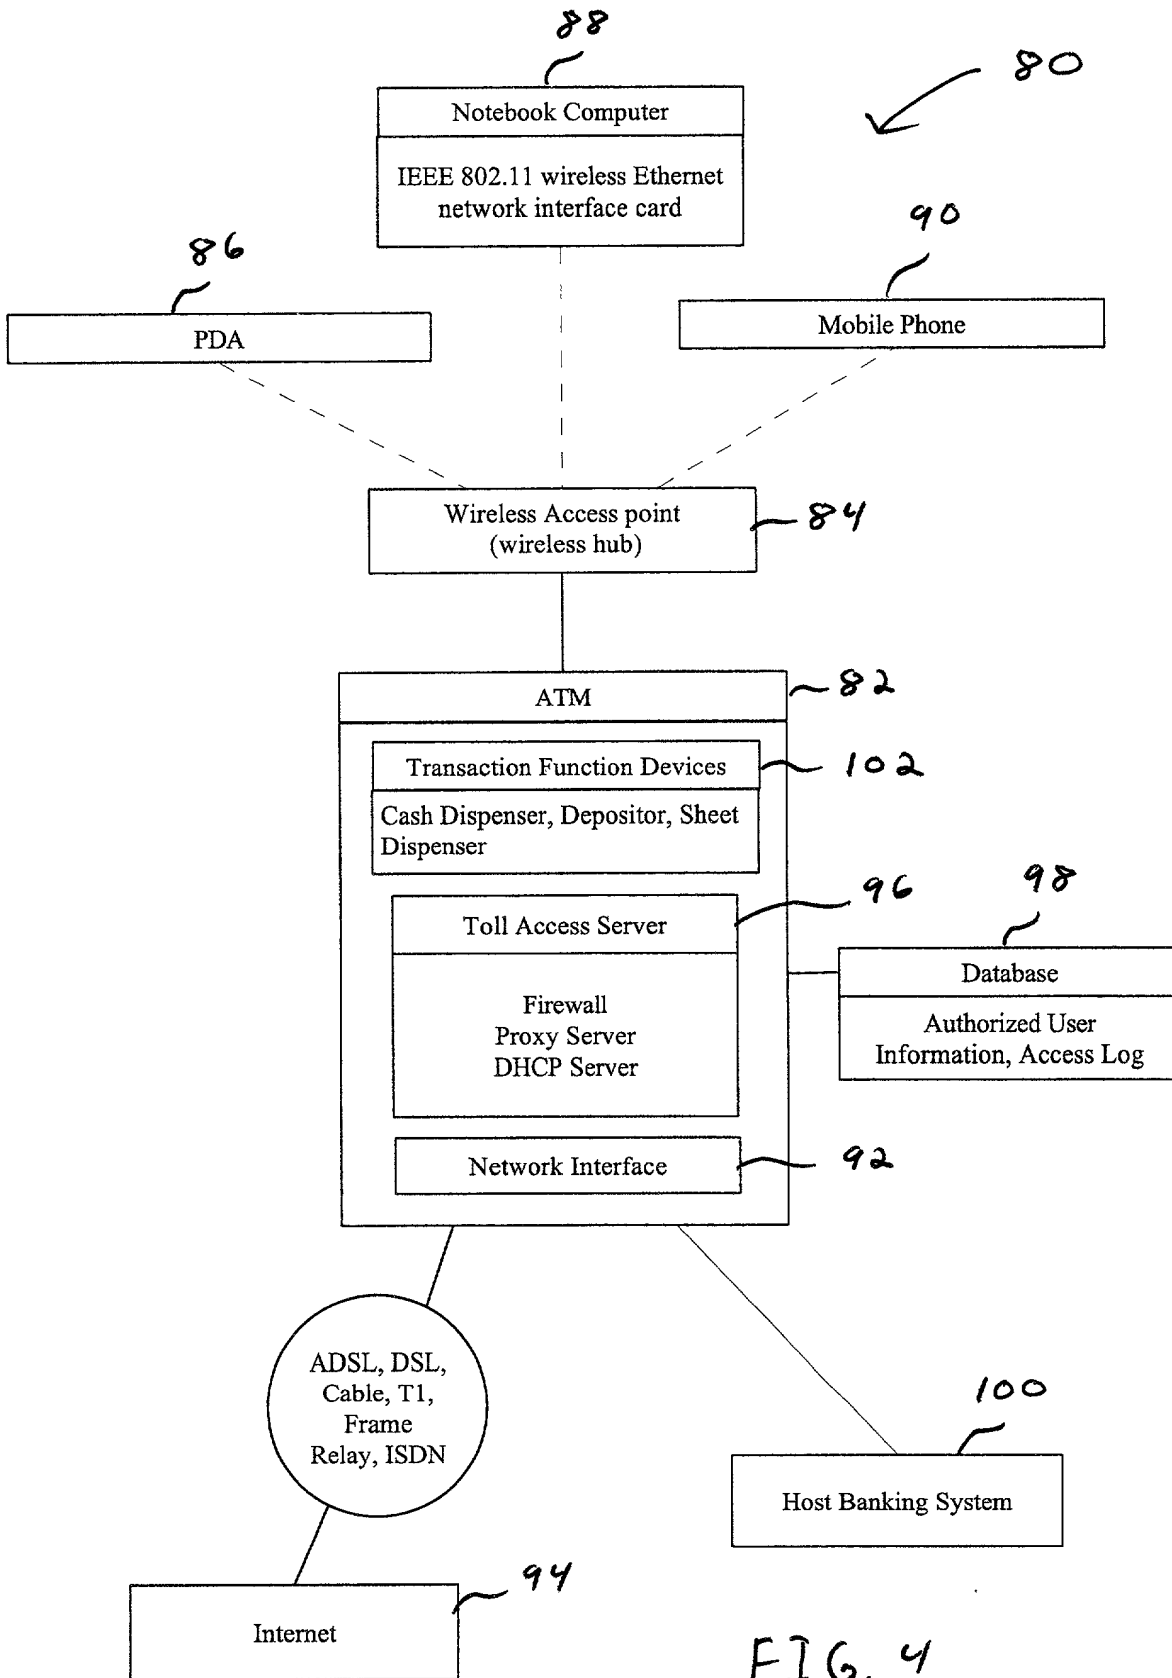 88
80
Notebook Computer
IEEE 802.11 wireless Ethernet
network interface card
90
86
PDA
Mobile Phone
Wireless Access point
(wireless hub)
84
ATM
82
Transaction Function Devices
102
Cash Dispenser, Depositor, Sheet
Dispenser
96
98
Toll Access Server
Database
Firewall
Proxy Server
DHCP Server
Authorized User
Information, Access Log
Network Interface
92
ADSL, DSL,
Cable, T1,
Frame
Relay, ISDN
100
Host Banking System
94
Internet
FIG. 4